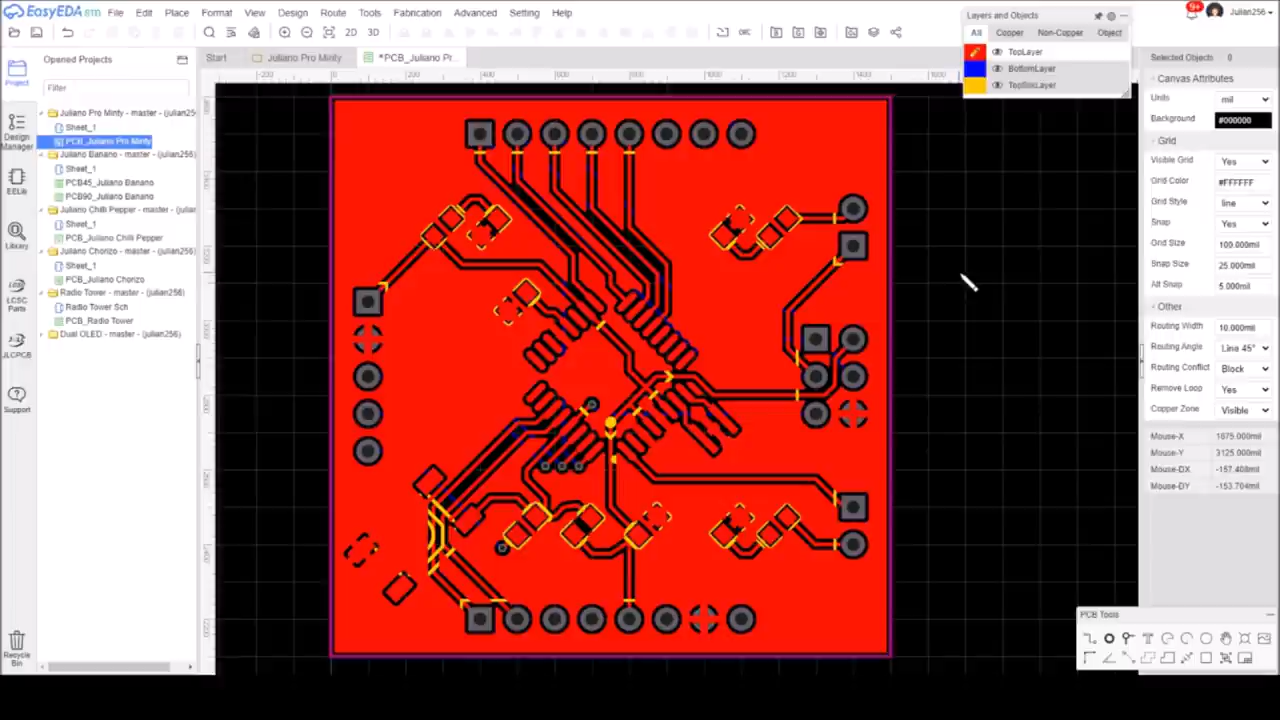 EasyEDA File Edit Place Format View Design Route Tools Fabrication Advanced Setting Help
9+ Julian256
2D 3D
Layers and Objects
All Copper Non-Copper Object
TopLayer
BottomLayer
TopSilkLayer
Project
Design Manager
EELib
Library
LCSC Parts
JLCPCB
Support
Recycle Bin
Opened Projects
Filter
Juliano Pro Minty - master - (julian25
Sheet_1
PCB_Juliano Pro Minty
Juliano Banano - master - (julian256)
Sheet_1
PCB45_Juliano Banano
PCB90_Juliano Banano
Juliano Chilli Pepper - master - (julian
Sheet_1
PCB_Juliano Chilli Pepper
Juliano Chorizo - master - (julian256)
Sheet_1
PCB_Juliano Chorizo
Radio Tower - master - (julian256)
Radio Tower Sch
PCB_Radio Tower
Dual OLED - master - (julian256)
Start Juliano Pro Minty *PCB_Juliano Pr...
Selected Objects 0
Canvas Attributes
Units mil
Background #000000
Grid
Visible Grid Yes
Grid Color #FFFFFF
Grid Style line
Snap Yes
Grid Size 100.000mil
Snap Size 25.000mil
Alt Snap 5.000mil
Other
Routing Width 10.000mil
Routing Angle Line 45°
Routing Conflict Block
Remove Loop Yes
Copper Zone Visible
Mouse-X 1675.000mil
Mouse-Y 3125.000mil
Mouse-DX -157.408mil
Mouse-DY -153.704mil
PCB Tools